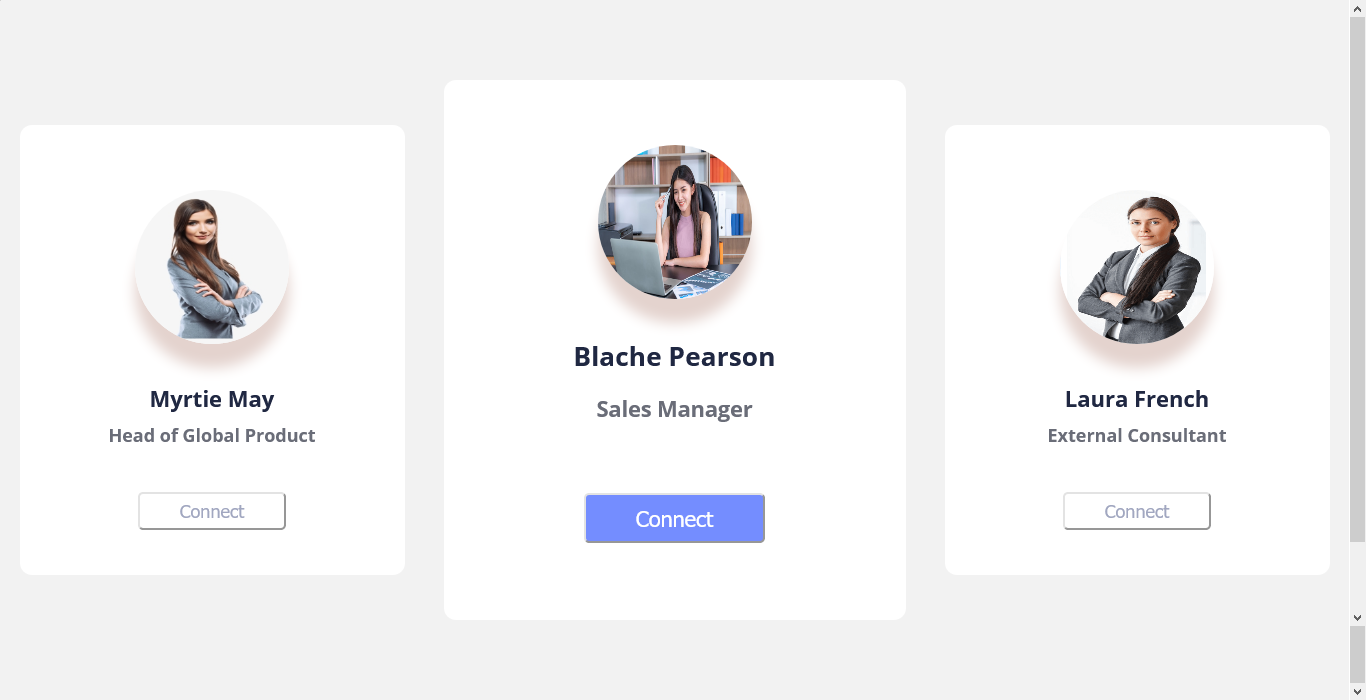 Myrtie May
Head of Global Product
Connect
Blache Pearson
Sales Manager
Connect
Laura French
External Consultant
Connect